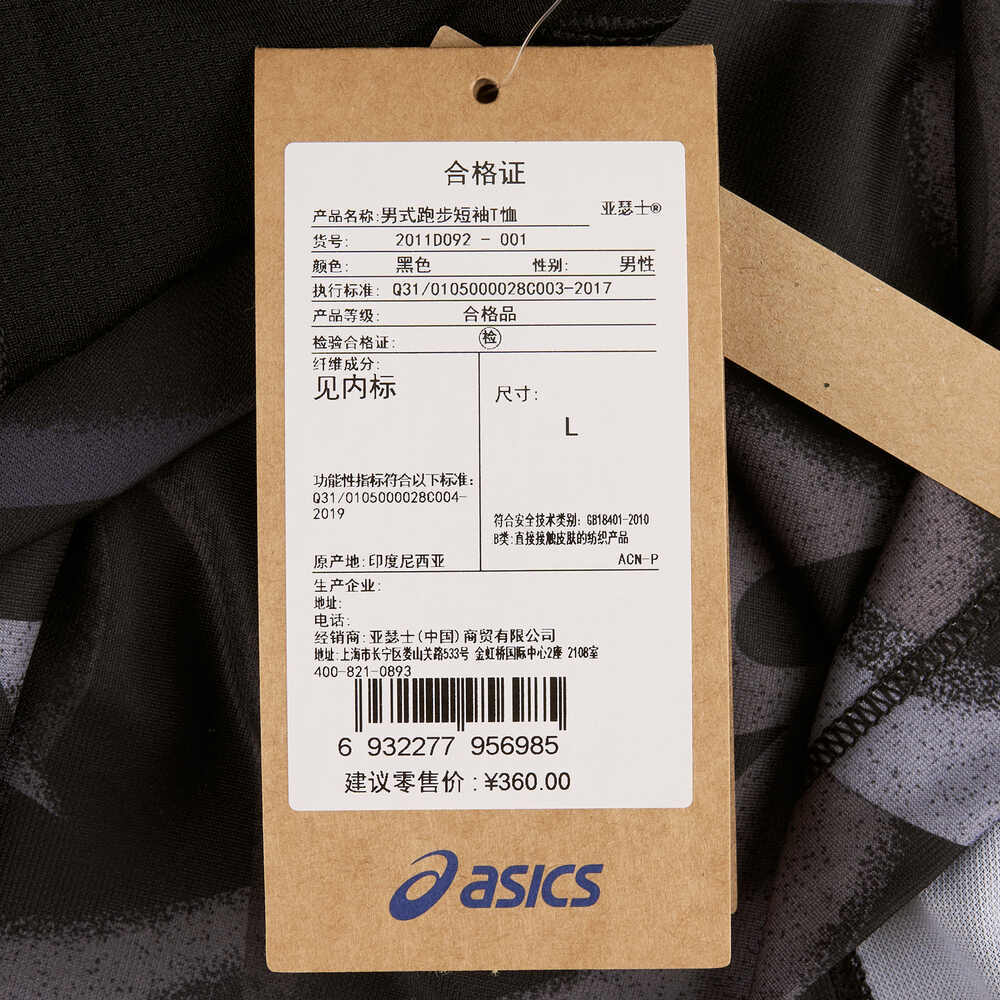 合格证
产品名称:男式跑步短袖T恤 亚瑟士®
货号: 2011D092 - 001
颜色: 黑色 性别: 男性
执行标准: Q31/0105000028C003-2017
产品等级: 合格品
检验合格证: 检
纤维成分:
见内标
尺寸:
L
功能性指标符合以下标准:
Q31/0105000028C004-
2019
符合安全技术类别: GB18401-2010
B类:直接接触皮肤的纺织产品
原产地:印度尼西亚 ACN-P
生产企业:
地址:
电话:
经销商:亚瑟士(中国)商贸有限公司
地址:上海市长宁区娄山关路533号 金虹桥国际中心2座 2108室
400-821-0893
6 932277 956985
建议零售价:¥360.00
asics